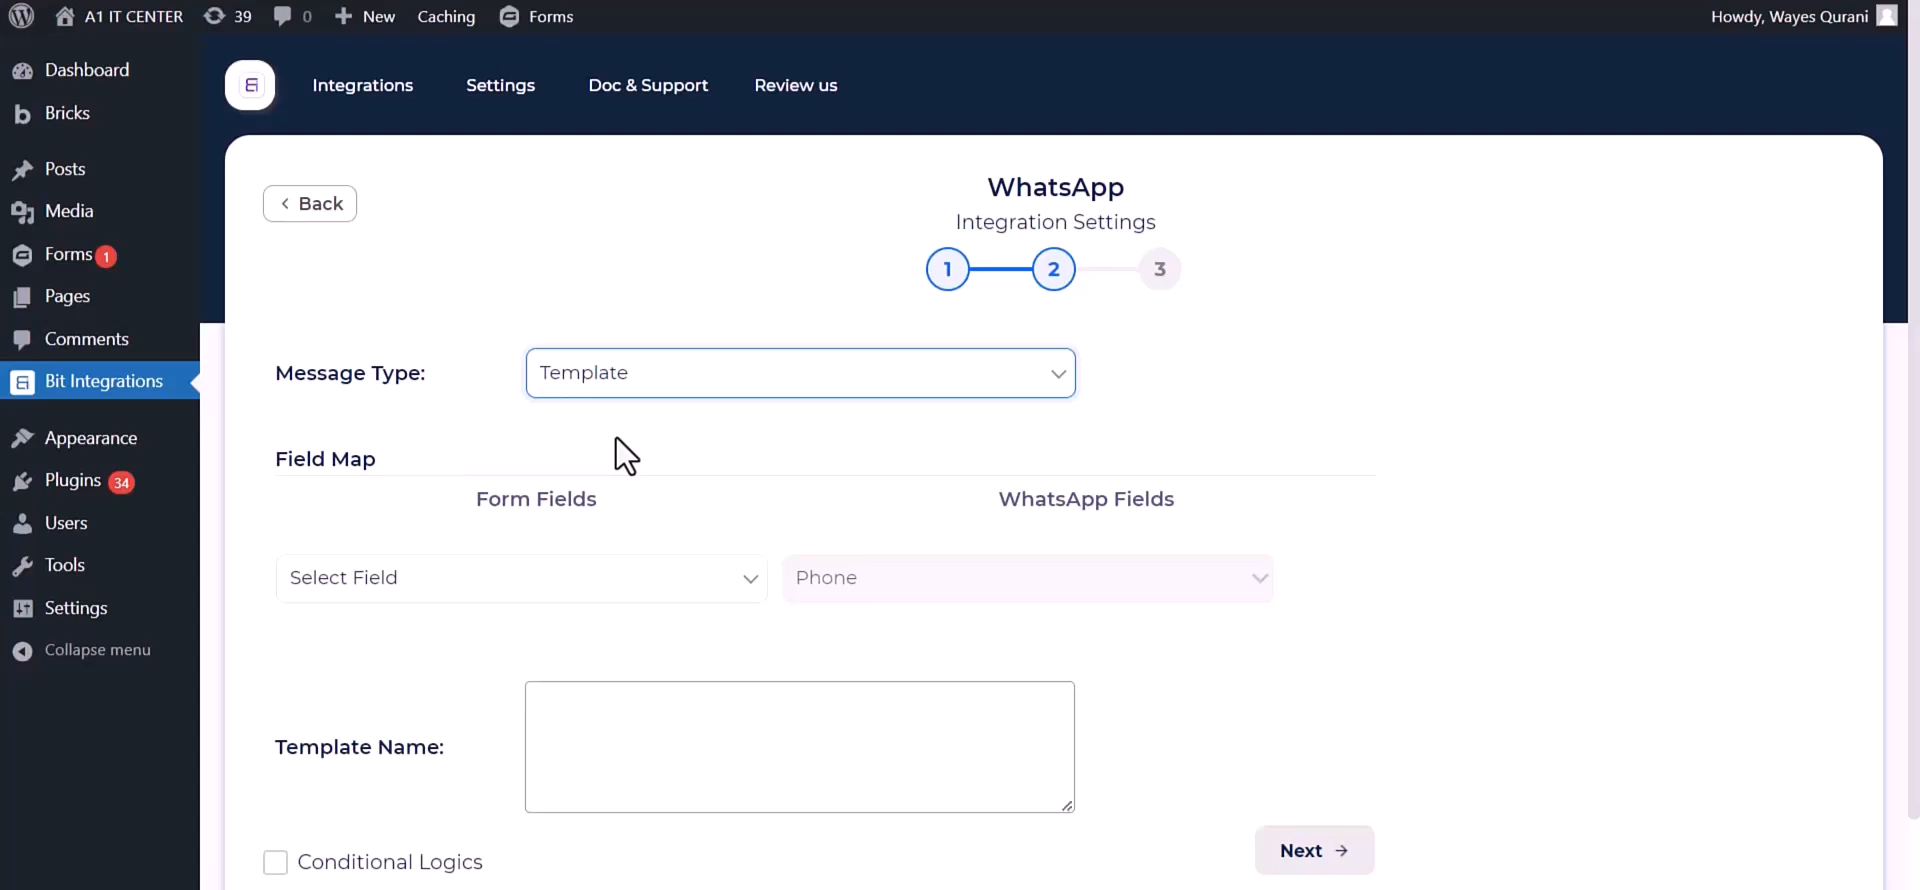 A1 IT CENTER 39 0 New Caching Forms Howdy, Wayes Qurani
Dashboard
Bricks
Posts
Media
Forms 1
Pages
Comments
Bit Integrations
Appearance
Plugins 34
Users
Tools
Settings
Collapse menu
Integrations Settings Doc & Support Review us
Back
WhatsApp
Integration Settings
1 2 3
Message Type: Template
Field Map
Form Fields WhatsApp Fields
Select Field Phone
Template Name:
Conditional Logics
Next